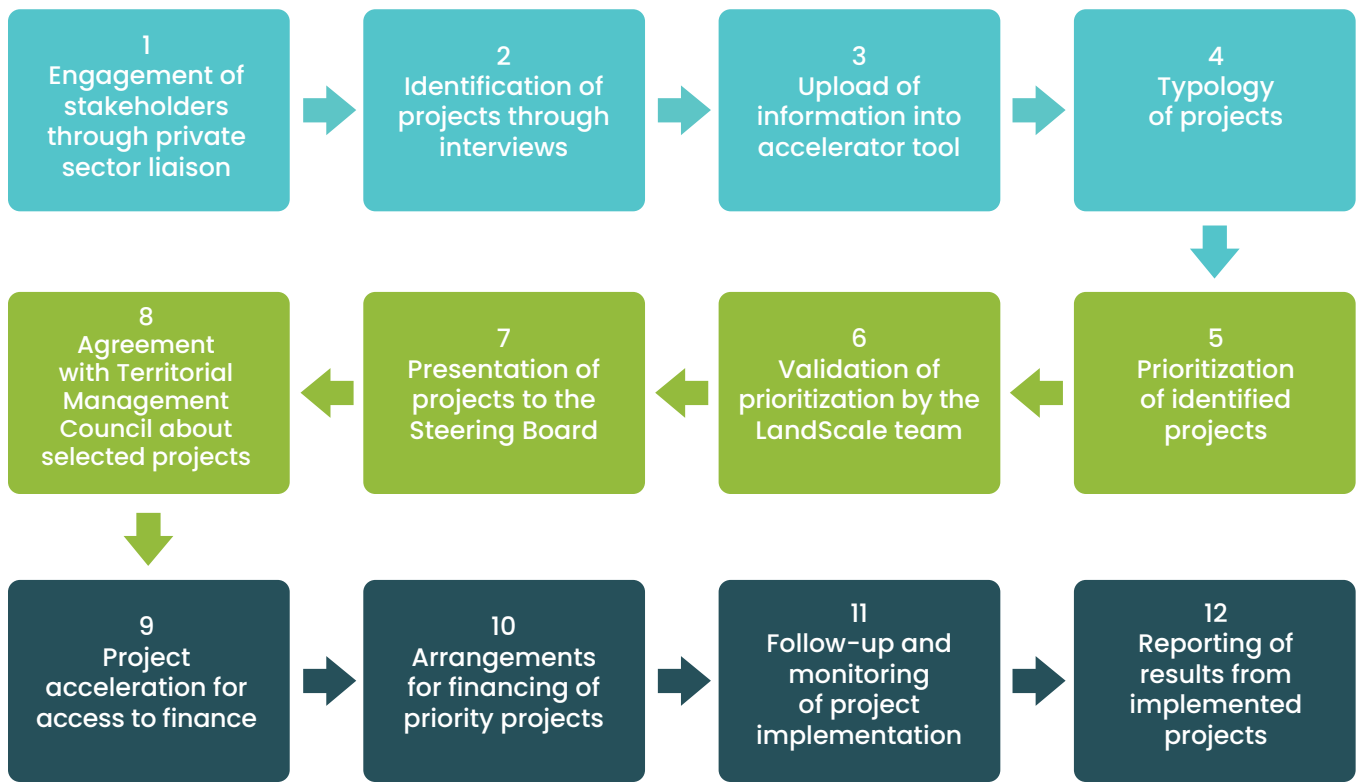 1
Engagement of
stakeholders
through private
sector liaison
2
Identification of
projects through
interviews
3
Upload of
information into
accelerator tool
4
Typology
of projects
5
Prioritization
of identified
projects
6
Validation of
prioritization by the
LandScale team
7
Presentation of
projects to the
Steering Board
8
Agreement
with Territorial
Management
Council about
selected projects
9
Project
acceleration for
access to finance
10
Arrangements
for financing of
priority projects
11
Follow-up and
monitoring
of project
implementation
12
Reporting of
results from
implemented
projects